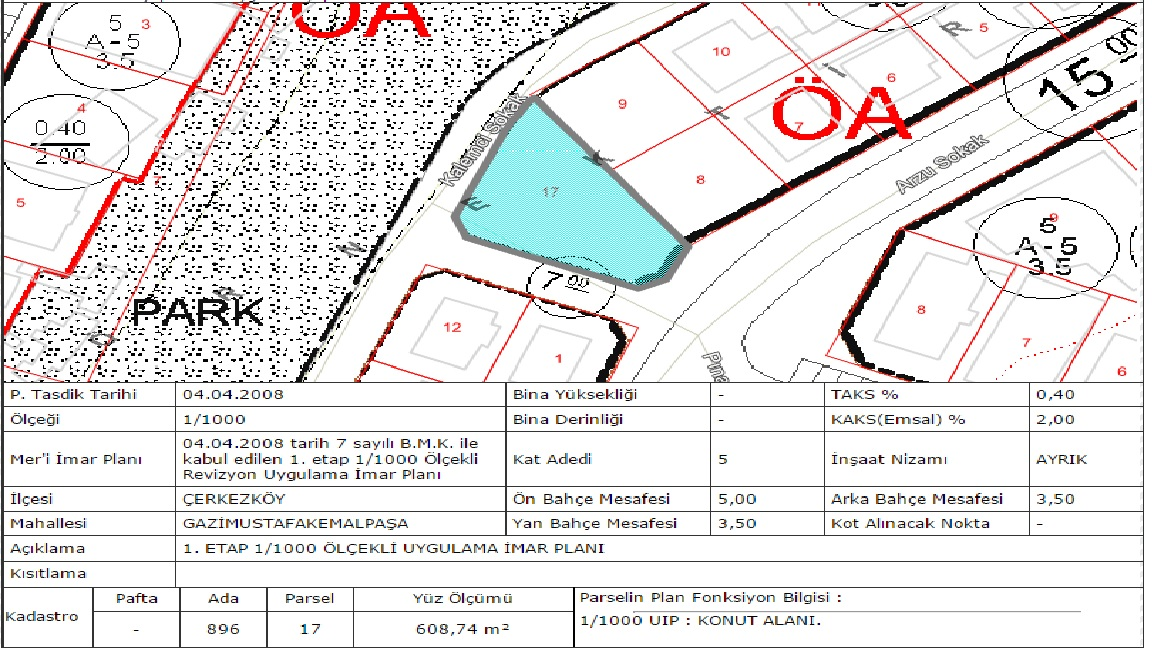 ÖA
5
A-5
3.5
3
4
0.40
2.00
5
7
10
9
8
7
6
5
ÖA
15.00
Kalemci Sokak
Arzu Sokak
17
7.00
PARK
12
1
5
A-5
3.5
9
8
7
6
P. Tasdik Tarihi 04.04.2008 Bina Yüksekliği - TAKS % 0,40
Ölçeği 1/1000 Bina Derinliği - KAKS(Emsal) % 2,00
Mer'i İmar Planı 04.04.2008 tarih 7 sayılı B.M.K. ile
kabul edilen 1. etap 1/1000 Ölçekli
Revizyon Uygulama İmar Planı
Kat Adedi 5 İnşaat Nizamı AYRIK
İlçesi ÇERKEZKÖY Ön Bahçe Mesafesi 5,00 Arka Bahçe Mesafesi 3,50
Mahallesi GAZİMUSTAFAKEMALPAŞA Yan Bahçe Mesafesi 3,50 Kot Alınacak Nokta -
Açıklama 1. ETAP 1/1000 ÖLÇEKLİ UYGULAMA İMAR PLANI
Kısıtlama
Kadastro
Pafta Ada Parsel Yüz Ölçümü
- 896 17 608,74 m²
Parselin Plan Fonksiyon Bilgisi :
1/1000 UIP : KONUT ALANI.